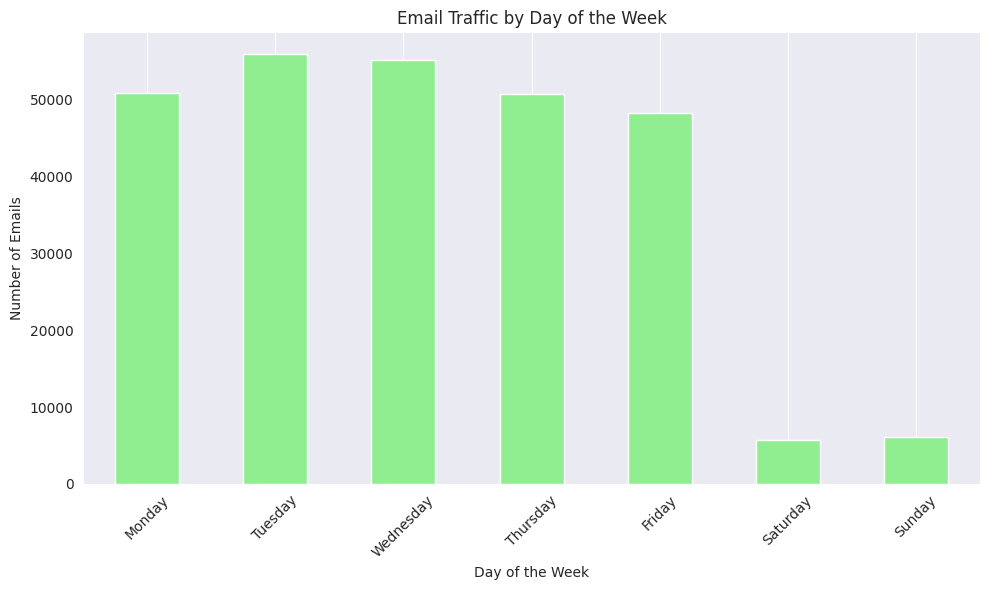 Email Traffic by Day of the Week
Number of Emails
50000
40000
30000
20000
10000
0
Monday
Tuesday
Wednesday
Thursday
Friday
Saturday
Sunday
Day of the Week